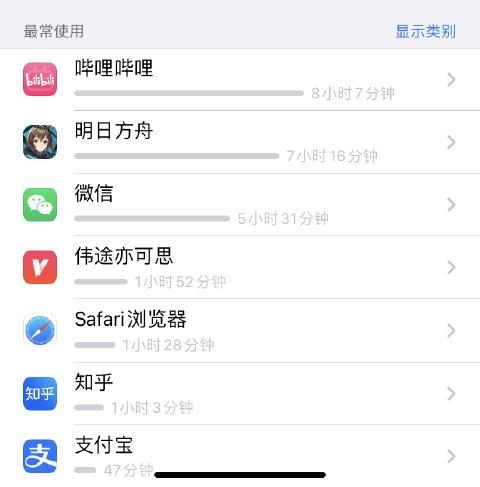 最常使用 显示类别
bilibili
哔哩哔哩
8小时7分钟
明日方舟
7小时16分钟
微信
5小时31分钟
伟途亦可思
1小时52分钟
Safari浏览器
1小时28分钟
知乎
知乎
1小时3分钟
支
支付宝
47分钟